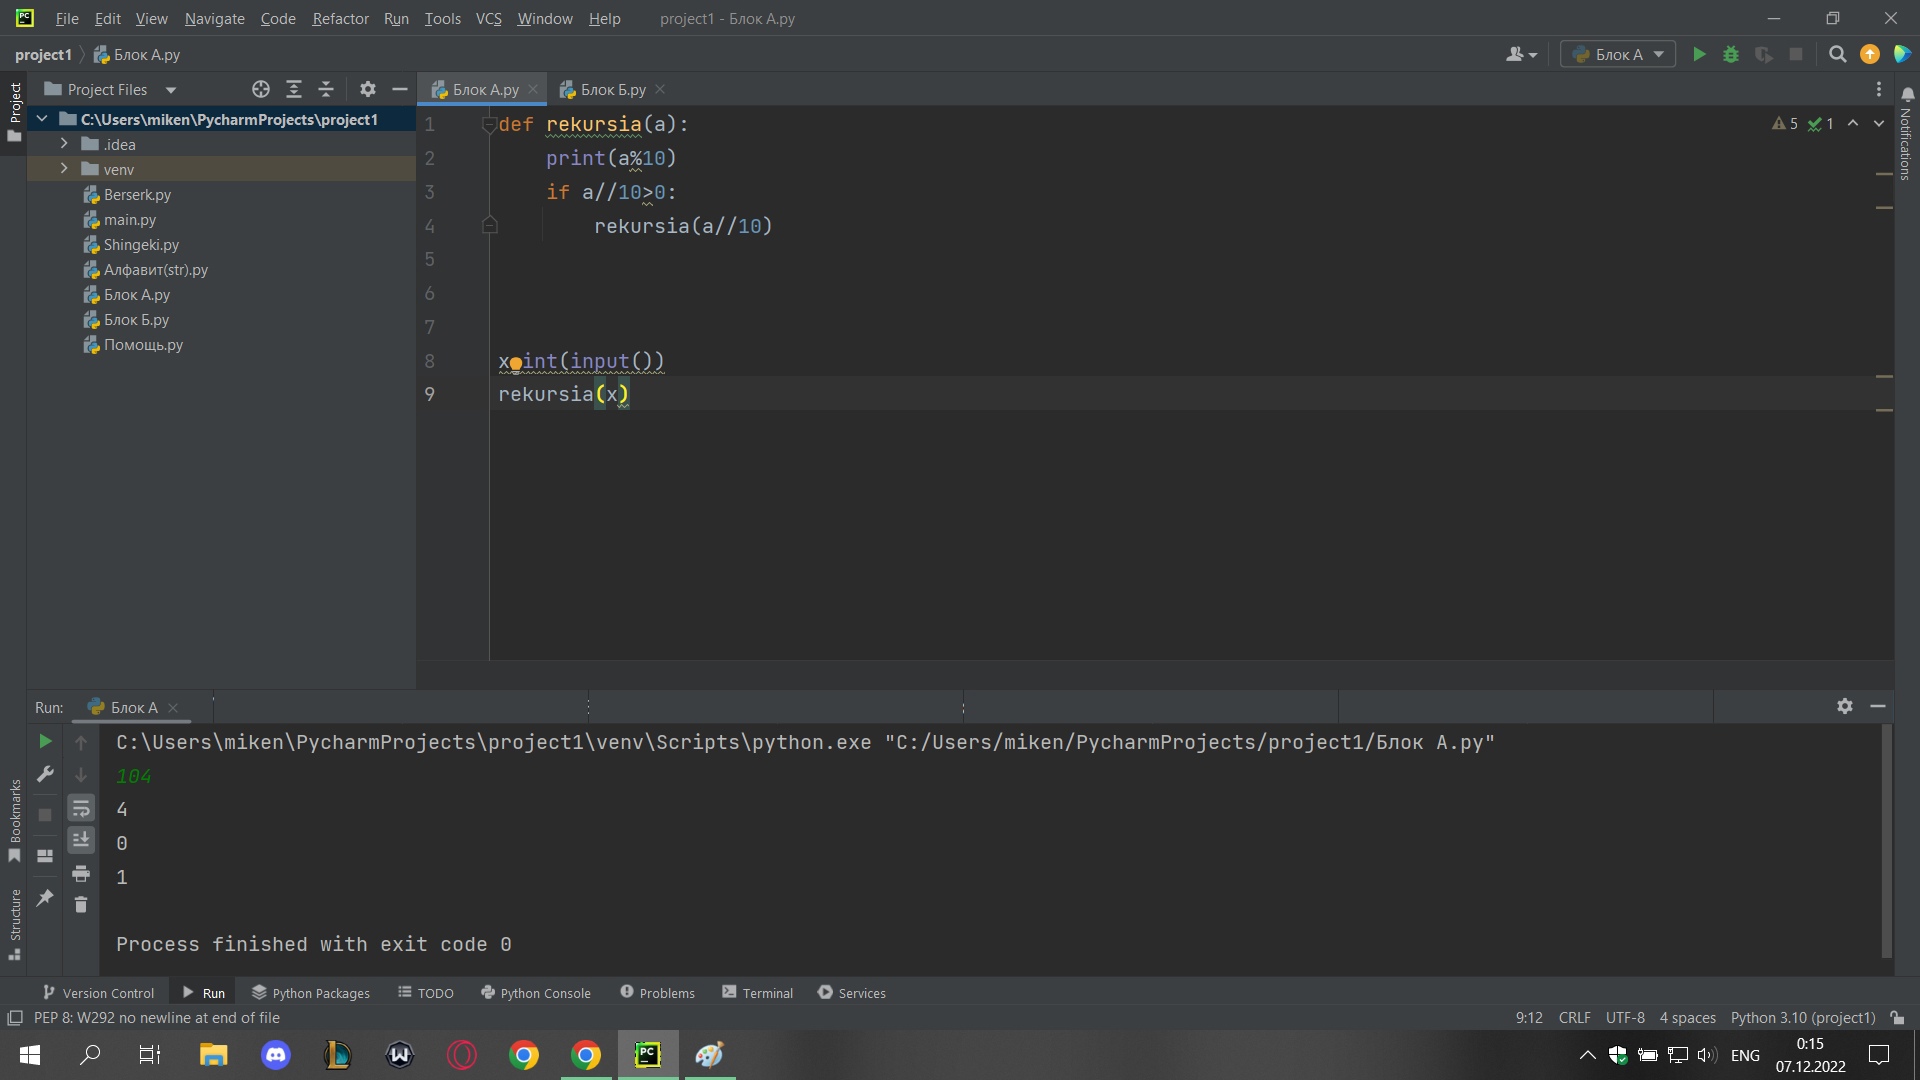 File Edit View Navigate Code Refactor Run Tools VCS Window Help project1 - Блок А.py
project1 Блок А.py
Блок А
Project
Project Files
C:\Users\miken\PycharmProjects\project1
.idea
venv
Berserk.py
main.py
Shingeki.py
Алфавит(str).py
Блок А.py
Блок Б.py
Помощь.py
Блок А.py Блок Б.py
5 1
Notifications
1 def rekursia(a):
2 print(a%10)
3 if a//10>0:
4 rekursia(a//10)
5
6
7
8 x int(input())
9 rekursia(x)
Run: Блок А
C:\Users\miken\PycharmProjects\project1\venv\Scripts\python.exe "C:/Users/miken/PycharmProjects/project1/Блок А.py"
104
4
0
1
Process finished with exit code 0
Bookmarks
Structure
Version Control Run Python Packages TODO Python Console Problems Terminal Services
PEP 8: W292 no newline at end of file
9:12 CRLF UTF-8 4 spaces Python 3.10 (project1)
PC
W
PC
ENG
0:15
07.12.2022